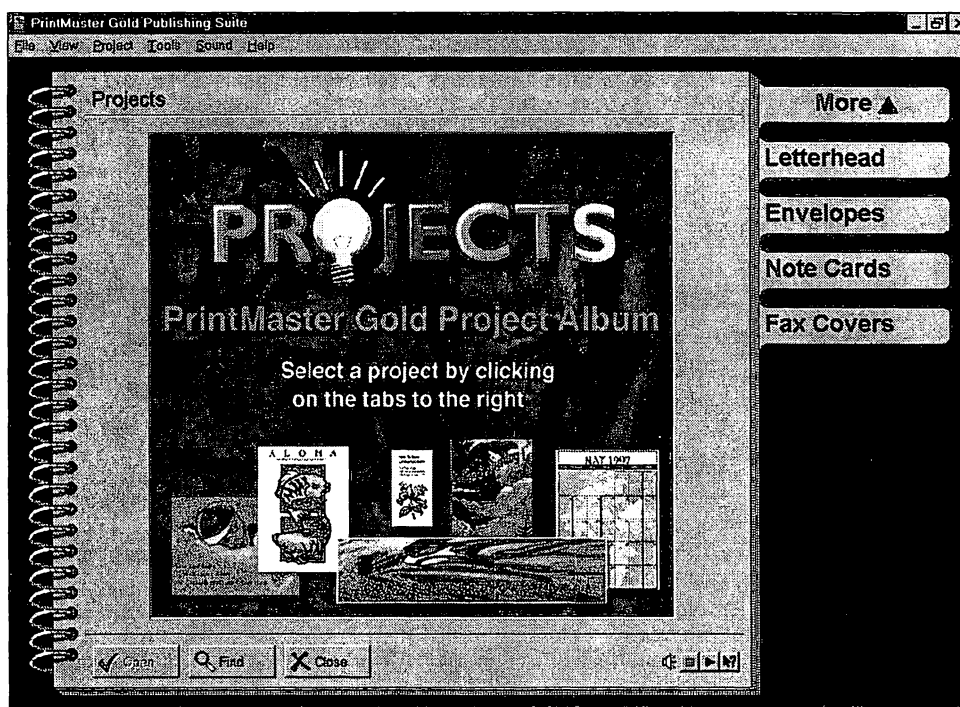 PrintMaster Gold Publishing Suite
File View Project Tools Sound Help
Projects
PROJECTS
PrintMaster Gold Project Album
Select a project by clicking
on the tabs to the right
ALOHA
MAY 1997
Open Find Close
More ▲
Letterhead
Envelopes
Note Cards
Fax Covers